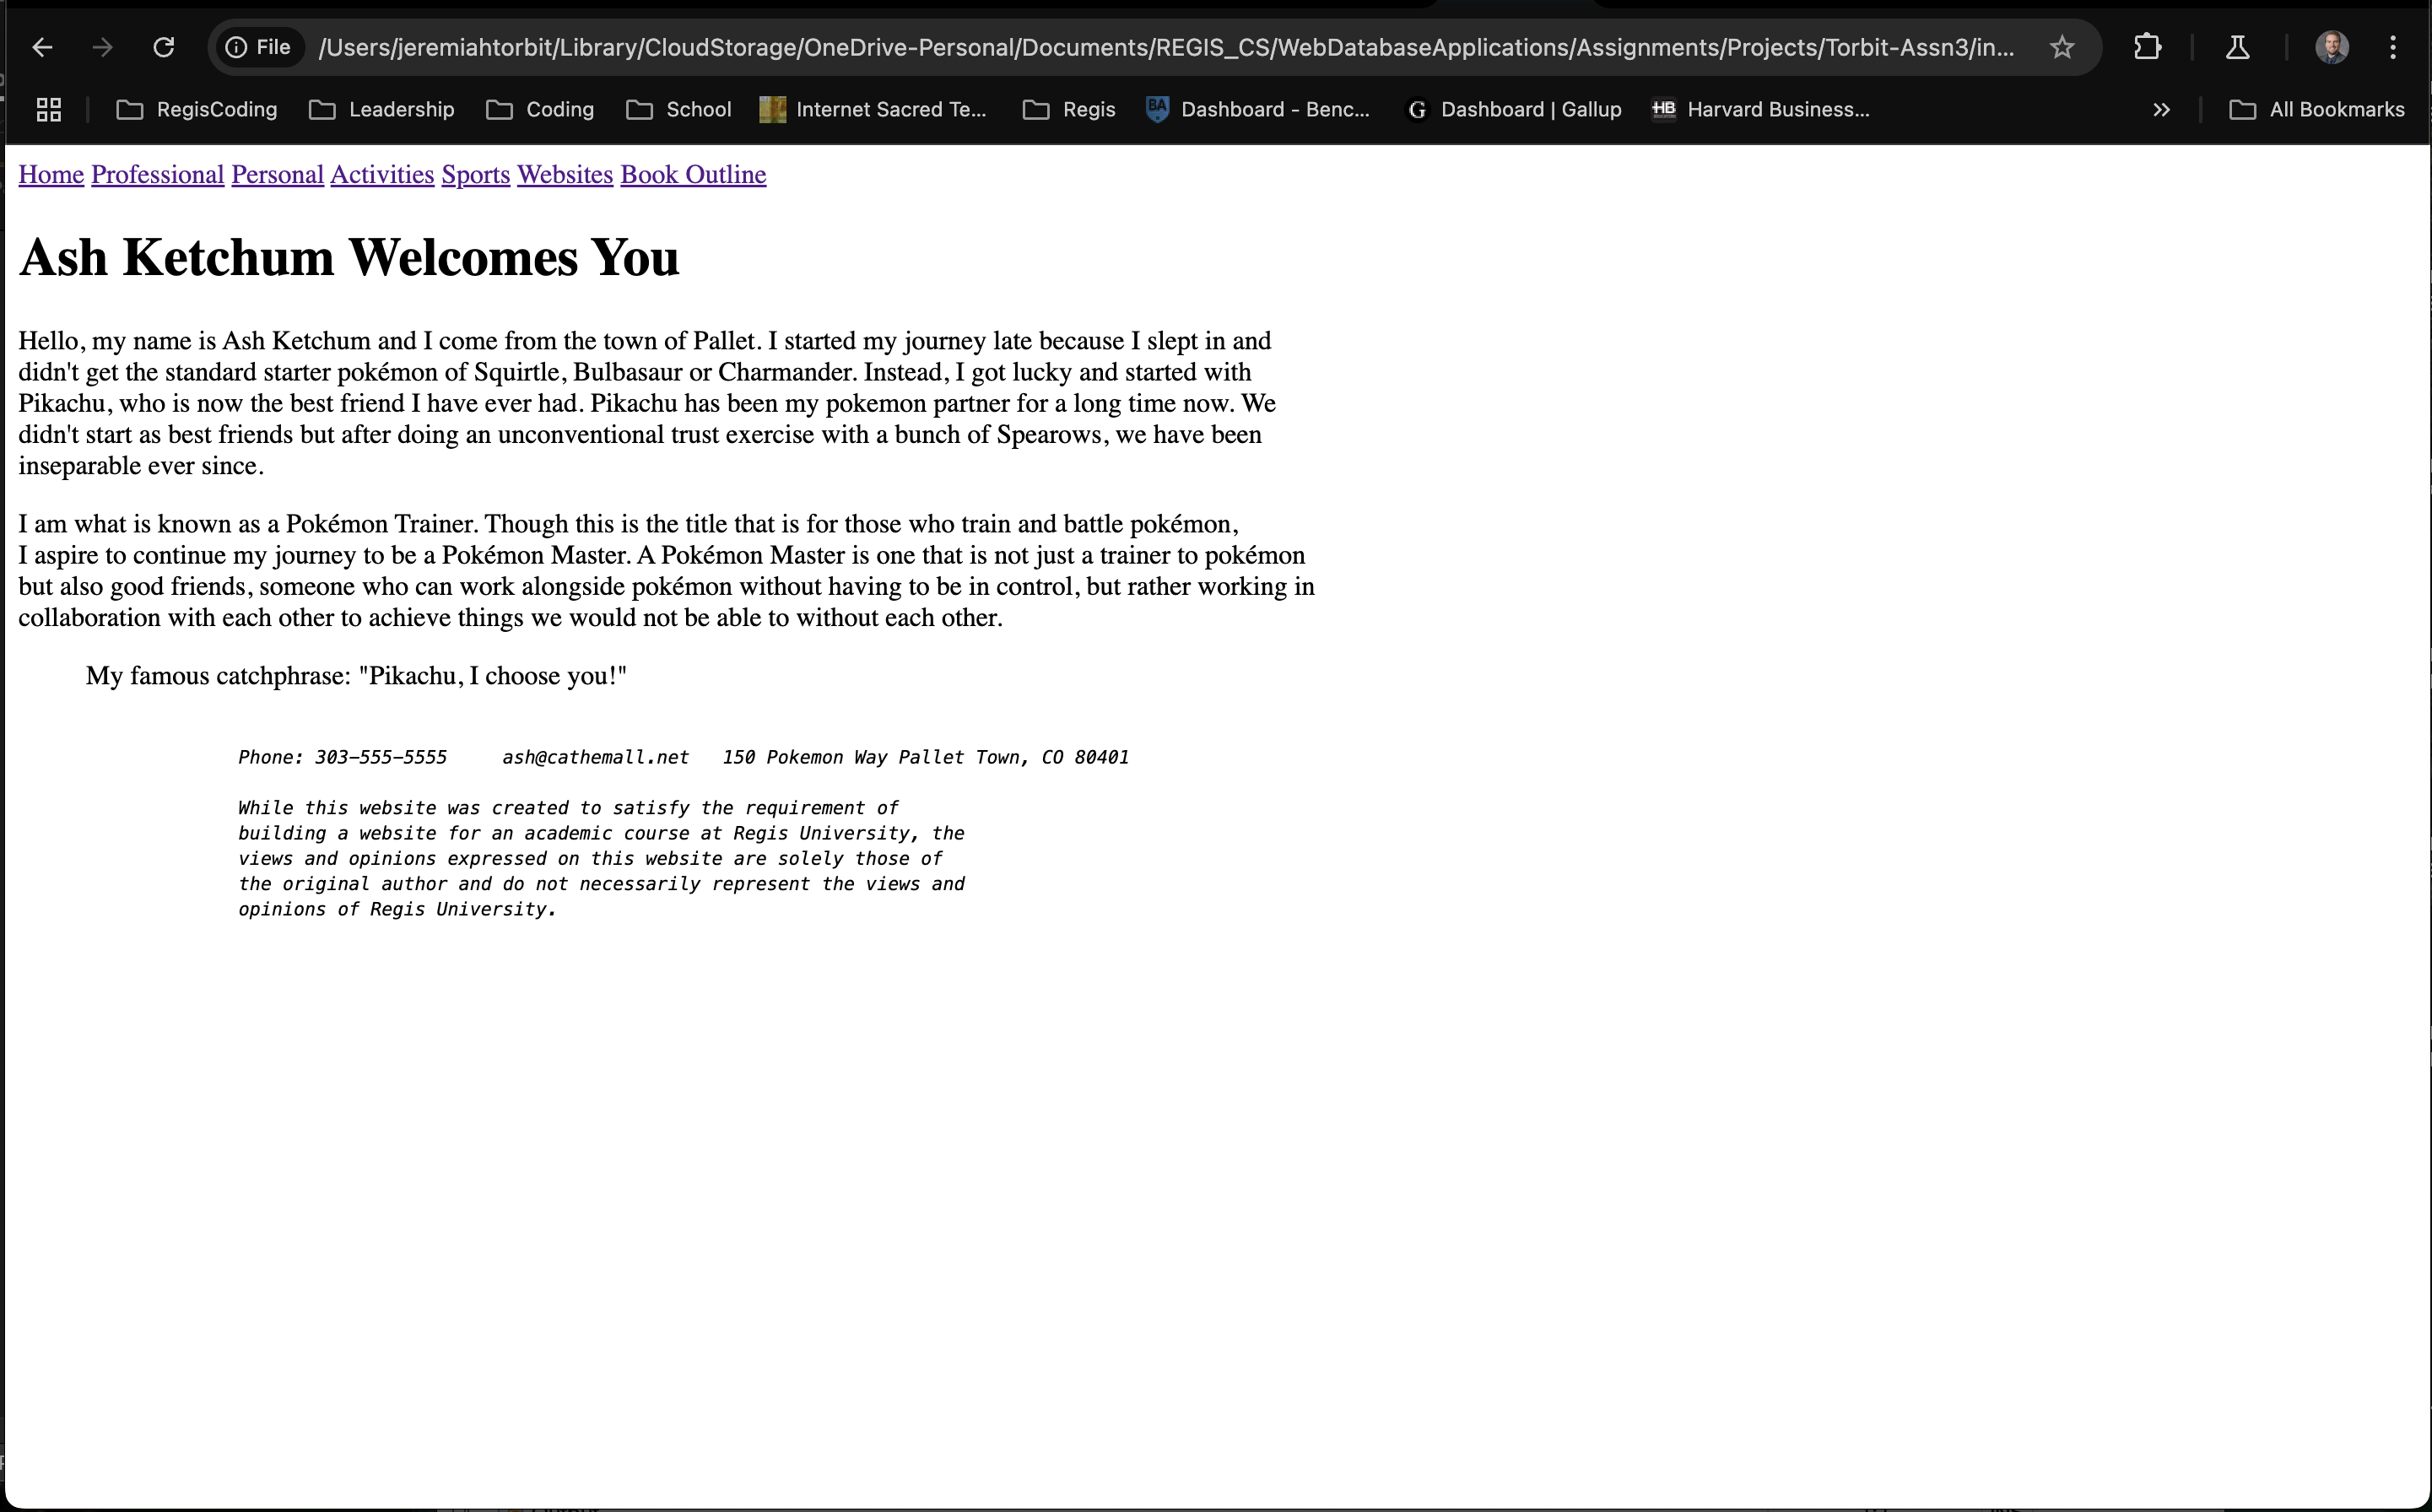 File /Users/jeremiahtorbit/Library/CloudStorage/OneDrive-Personal/Documents/REGIS_CS/WebDatabaseApplications/Assignments/Projects/Torbit-Assn3/in...
RegisCoding Leadership Coding School Internet Sacred Te... Regis BA Dashboard - Benc... G Dashboard | Gallup HB Harvard Business... » All Bookmarks
Home Professional Personal Activities Sports Websites Book Outline
Ash Ketchum Welcomes You
Hello, my name is Ash Ketchum and I come from the town of Pallet. I started my journey late because I slept in and
didn't get the standard starter pokémon of Squirtle, Bulbasaur or Charmander. Instead, I got lucky and started with
Pikachu, who is now the best friend I have ever had. Pikachu has been my pokemon partner for a long time now. We
didn't start as best friends but after doing an unconventional trust exercise with a bunch of Spearows, we have been
inseparable ever since.
I am what is known as a Pokémon Trainer. Though this is the title that is for those who train and battle pokémon,
I aspire to continue my journey to be a Pokémon Master. A Pokémon Master is one that is not just a trainer to pokémon
but also good friends, someone who can work alongside pokémon without having to be in control, but rather working in
collaboration with each other to achieve things we would not be able to without each other.
My famous catchphrase: "Pikachu, I choose you!"
Phone: 303-555-5555 ash@cathemall.net 150 Pokemon Way Pallet Town, CO 80401
While this website was created to satisfy the requirement of
building a website for an academic course at Regis University, the
views and opinions expressed on this website are solely those of
the original author and do not necessarily represent the views and
opinions of Regis University.